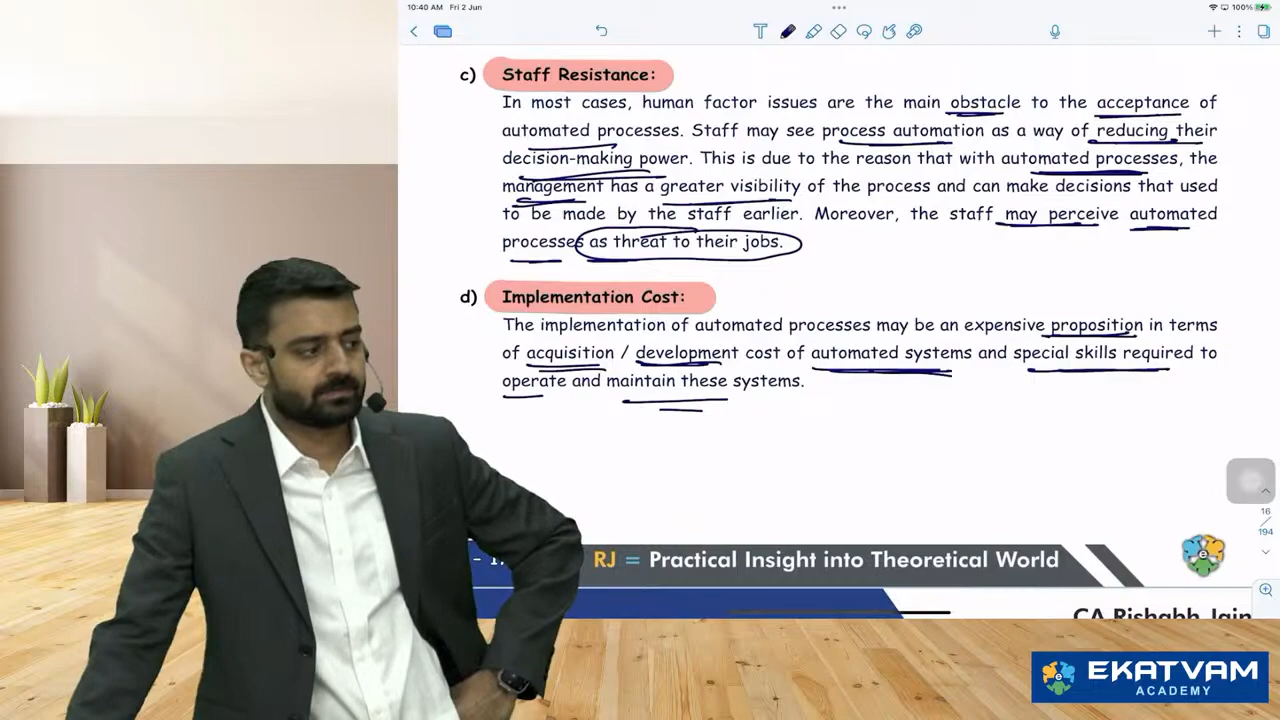 10:40 AM Fri 2 Jun
100%
c) Staff Resistance:
In most cases, human factor issues are the main obstacle to the acceptance of
automated processes. Staff may see process automation as a way of reducing their
decision-making power. This is due to the reason that with automated processes, the
management has a greater visibility of the process and can make decisions that used
to be made by the staff earlier. Moreover, the staff may perceive automated
processes as threat to their jobs.
d) Implementation Cost:
The implementation of automated processes may be an expensive proposition in terms
of acquisition / development cost of automated systems and special skills required to
operate and maintain these systems.
16
/
194
RJ = Practical Insight into Theoretical World
CA Rishabh Jain
EKATVAM
ACADEMY